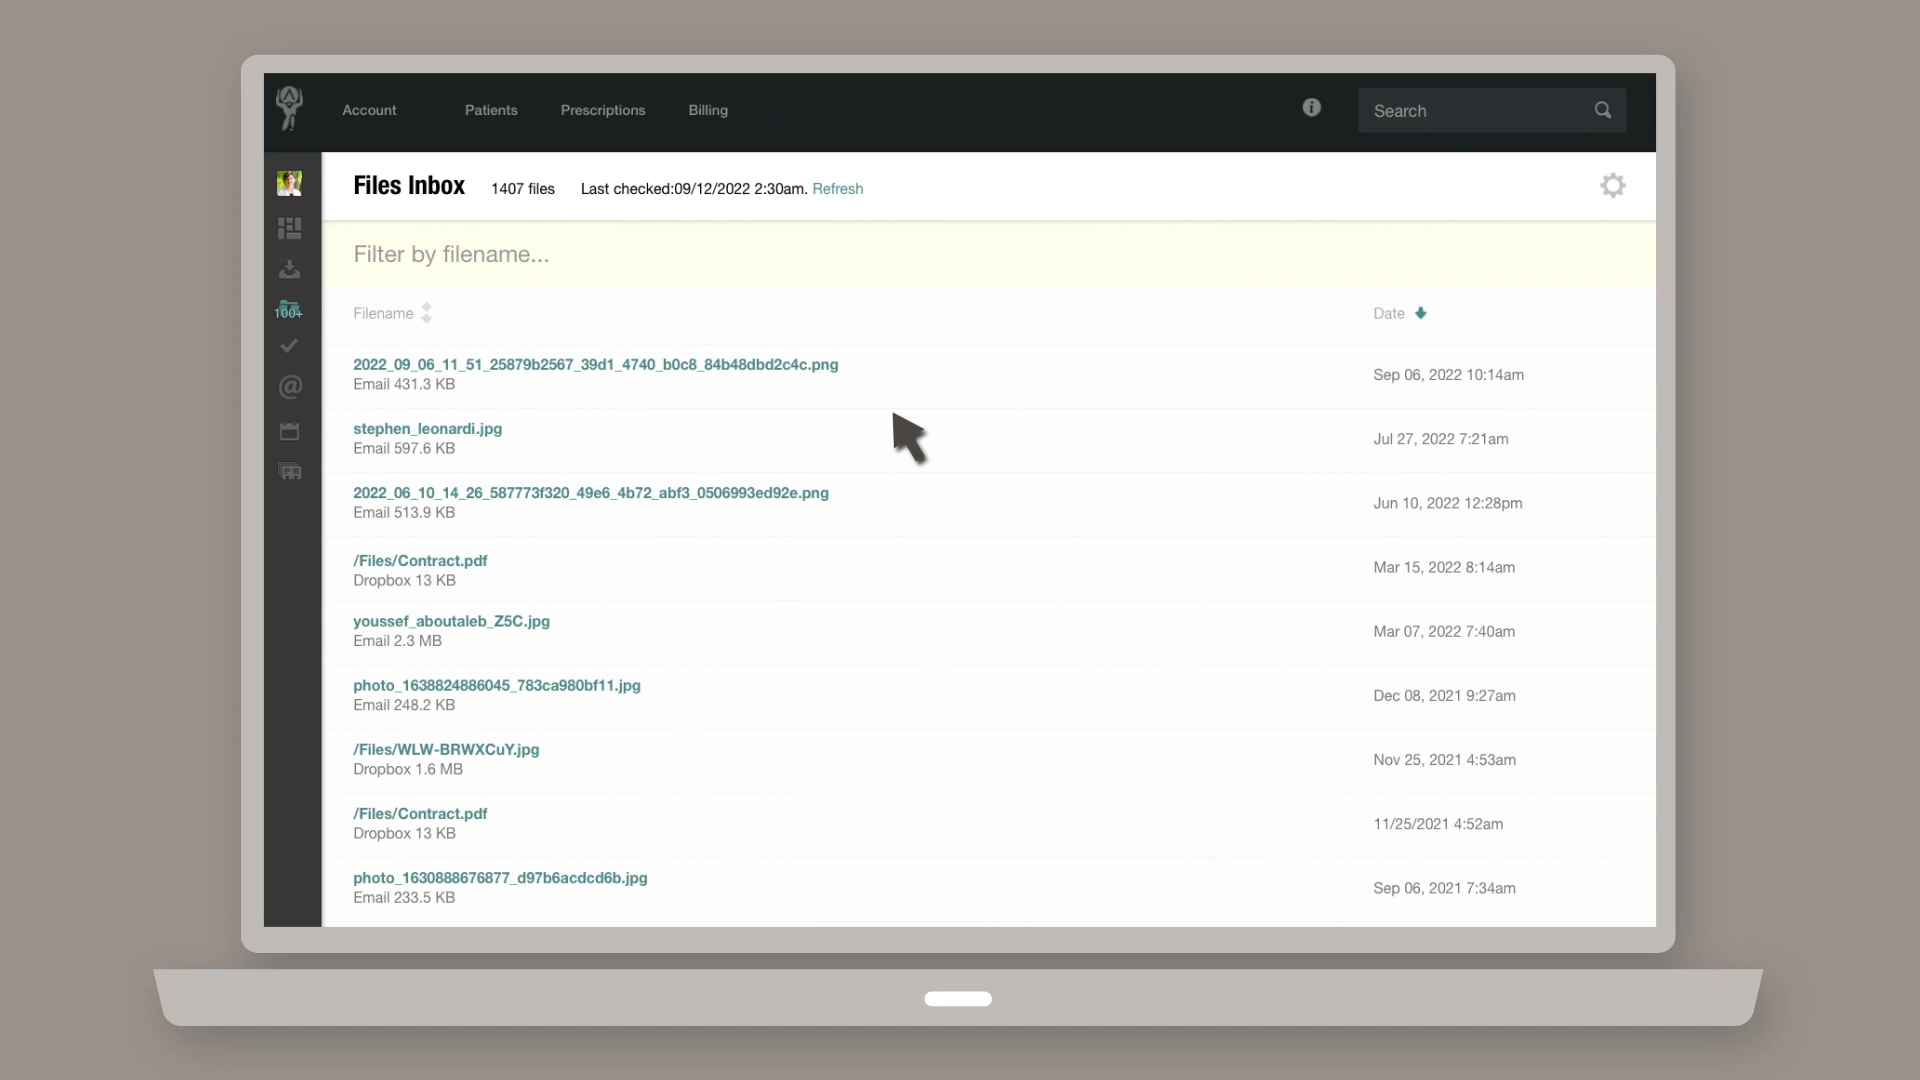 Account Patients Prescriptions Billing Search
Files Inbox 1407 files Last checked:09/12/2022 2:30am. Refresh
Filter by filename...
Filename Date
2022_09_06_11_51_25879b2567_39d1_4740_b0c8_84b48dbd2c4c.png
Email 431.3 KB
Sep 06, 2022 10:14am
100+
stephen_leonardi.jpg
Email 597.6 KB
Jul 27, 2022 7:21am
2022_06_10_14_26_587773f320_49e6_4b72_abf3_0506993ed92e.png
Email 513.9 KB
Jun 10, 2022 12:28pm
/Files/Contract.pdf
Dropbox 13 KB
Mar 15, 2022 8:14am
youssef_aboutaleb_Z5C.jpg
Email 2.3 MB
Mar 07, 2022 7:40am
photo_1638824886045_783ca980bf11.jpg
Email 248.2 KB
Dec 08, 2021 9:27am
/Files/WLW-BRWXCuY.jpg
Dropbox 1.6 MB
Nov 25, 2021 4:53am
/Files/Contract.pdf
Dropbox 13 KB
11/25/2021 4:52am
photo_1630888676877_d97b6acdcd6b.jpg
Email 233.5 KB
Sep 06, 2021 7:34am